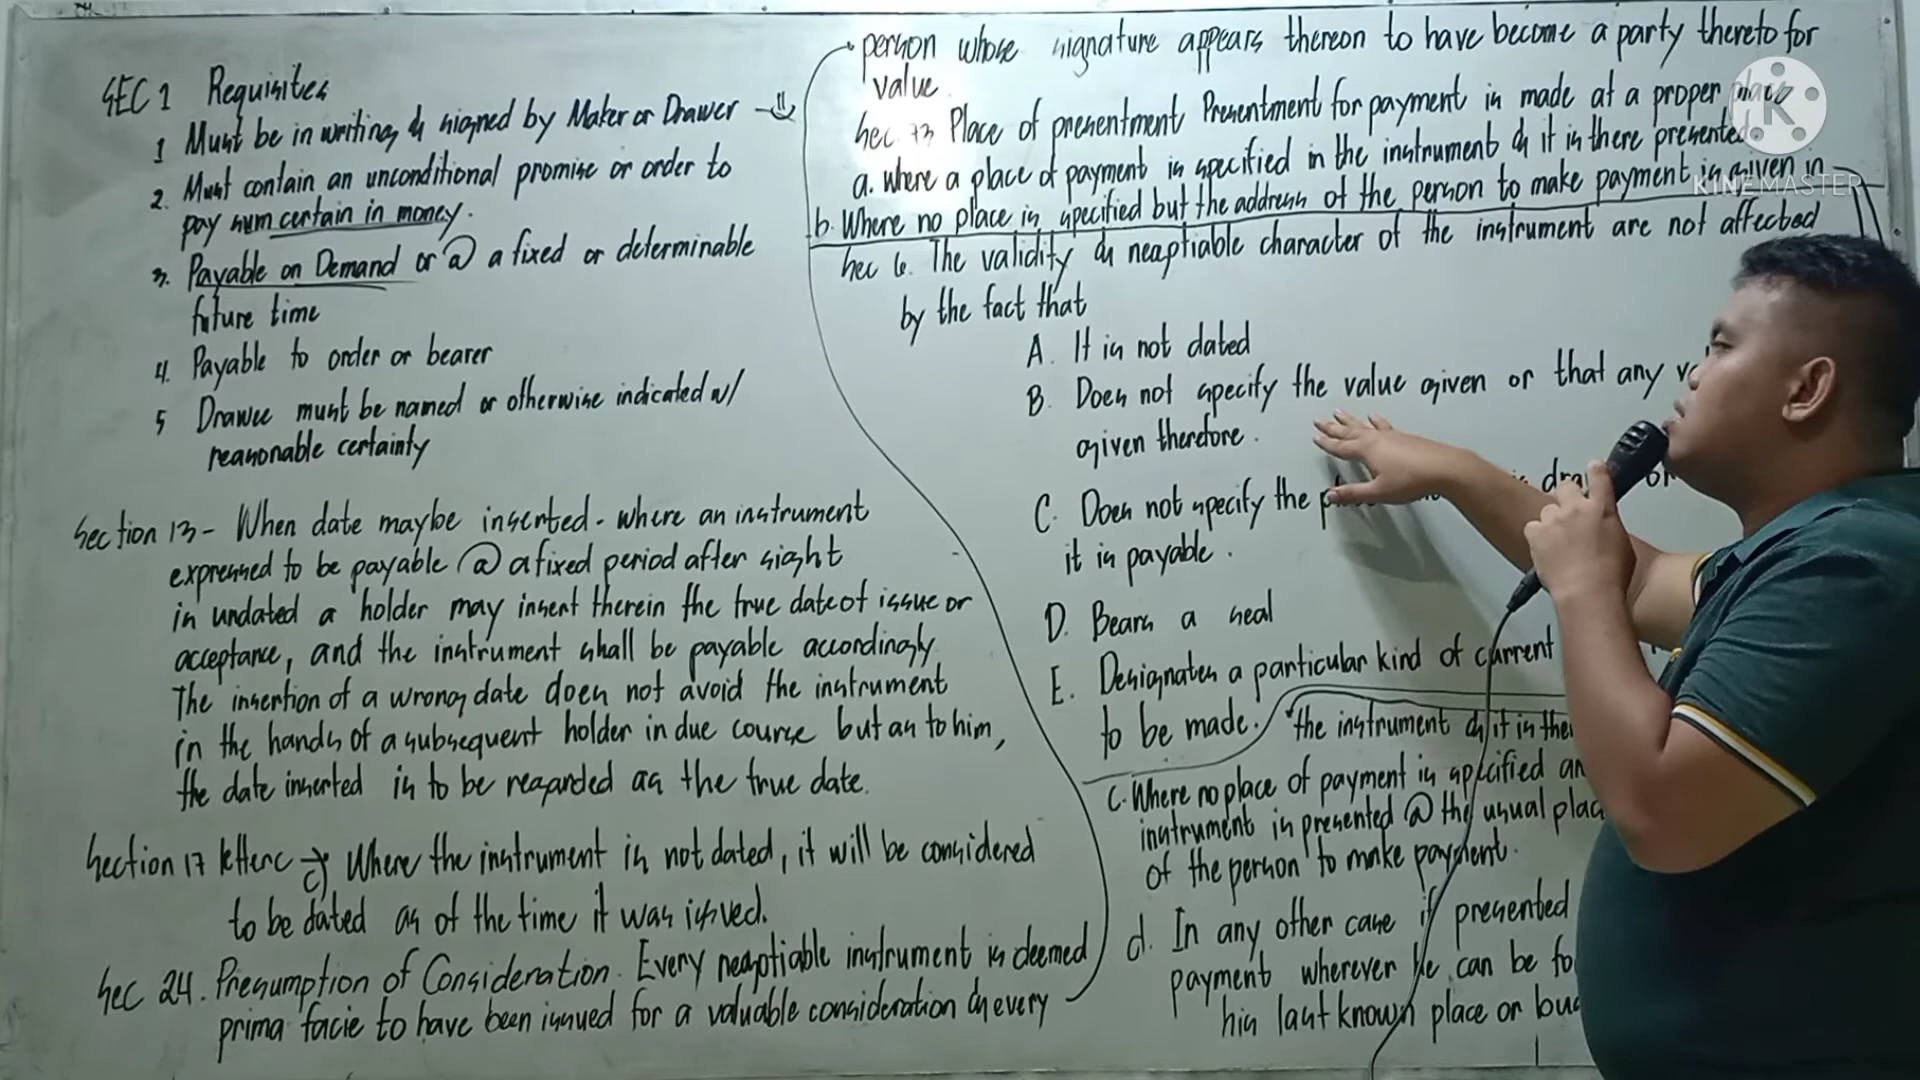 SEC 1 Requisites
1 Must be in writing & signed by Maker or Drawer
2. Must contain an unconditional promise or order to
pay sum certain in money.
3. Payable on Demand or @ a fixed or determinable
future time
4. Payable to order or bearer
5 Drawee must be named or otherwise indicated w/
reasonable certainty
Section 13 - When date maybe inserted - where an instrument
expressed to be payable @ a fixed period after sight
is undated a holder may insert therein the true date of issue or
acceptance, and the instrument shall be payable accordingly
The insertion of a wrong date does not avoid the instrument
in the hands of a subsequent holder in due course but as to him,
the date inserted is to be regarded as the true date.
Section 17 letter c → Where the instrument is not dated, it will be considered
to be dated as of the time it was issved.
Sec 24. Presumption of Consideration. Every negotiable instrument is deemed
prima facie to have been issued for a valuable consideration & every
person whose signature appears thereon to have become a party thereto for
value.
Sec. 73 Place of presentment Presentment for payment is made at a proper place
a. where a place of payment is specified in the instrument & it is there presented.
b. Where no place is specified but the address of the person to make payment is given in
Sec 6. The validity & negotiable character of the instrument are not affected
by the fact that
A. It is not dated
B. Does not specify the value given or that any
given therefore.
C. Does not specify the
it is payable.
D. Bears a seal
E. Designates a particular kind of current
to be made.
the instrument & it is
C. Where no place of payment is specified
instrument is presented @ the usual
of the person to make payment.
d. In any other case if presented
payment wherever he can be
his last known place or
KINEMASTER